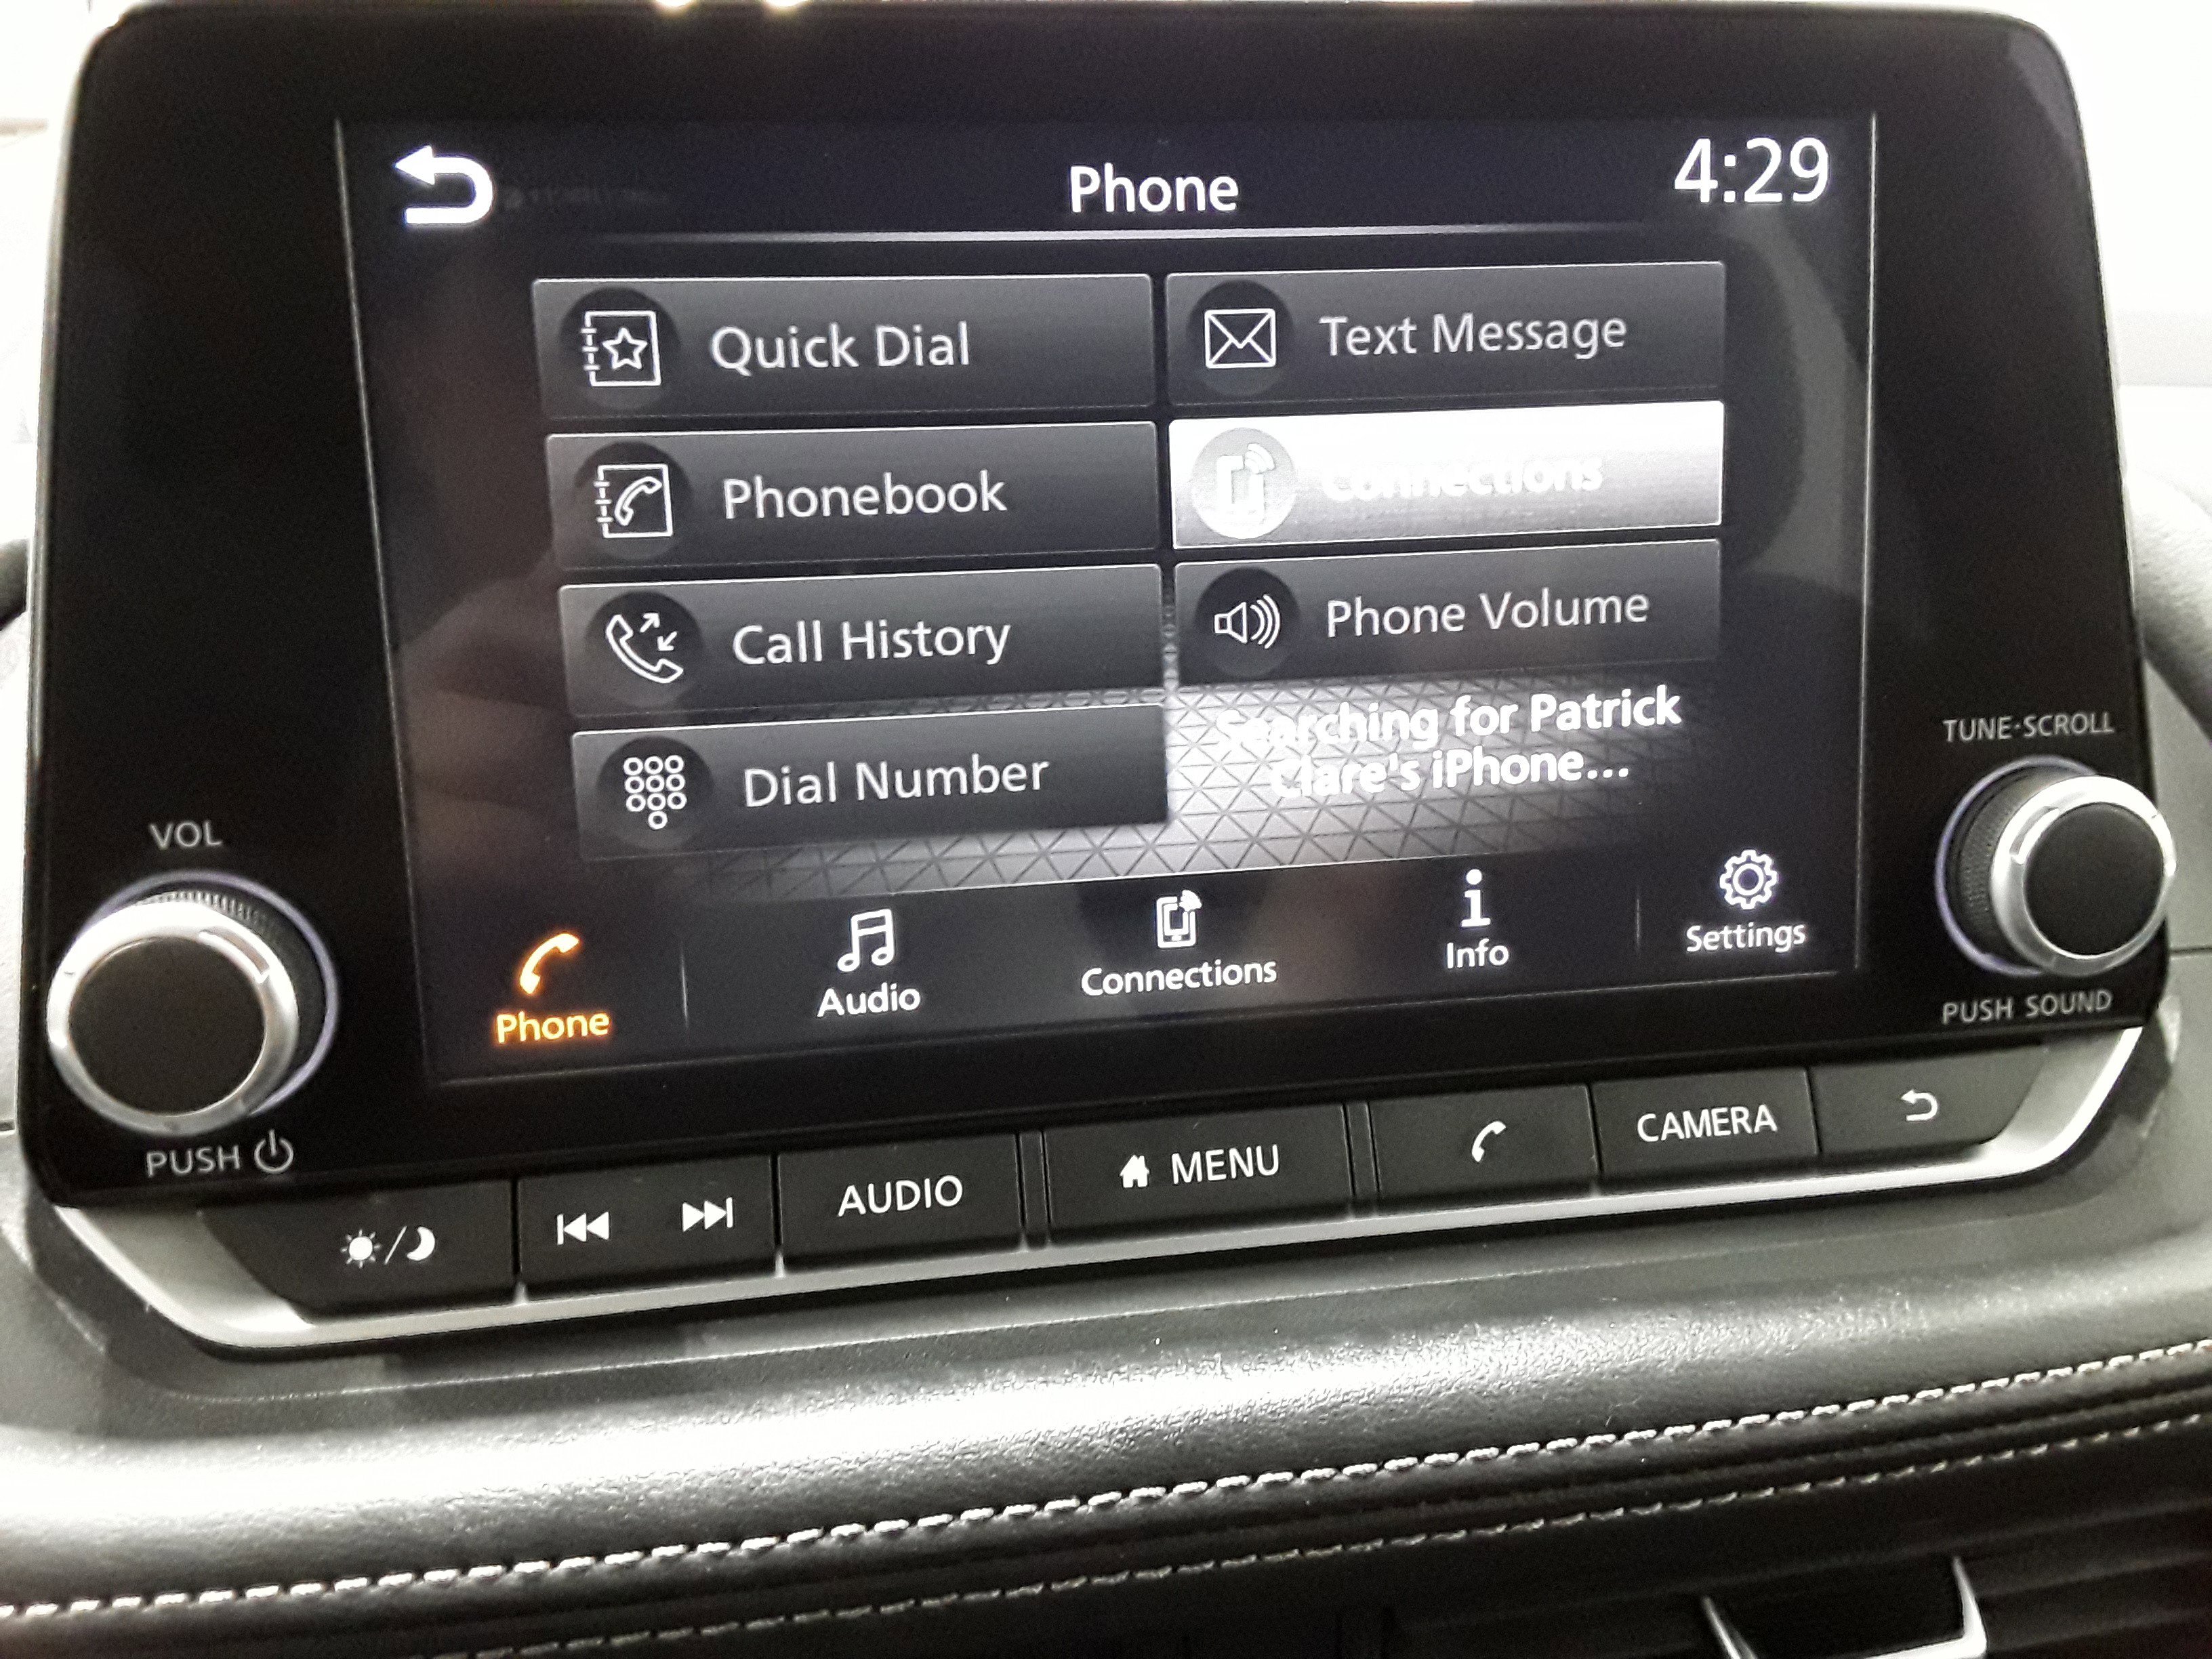 Phone
4:29
Quick Dial
Text Message
Phonebook
Connections
Call History
Phone Volume
Dial Number
Searching for Patrick
Clare's iPhone...
Phone
Audio
Connections
Info
Settings
VOL
PUSH
TUNE·SCROLL
PUSH SOUND
AUDIO
MENU
CAMERA